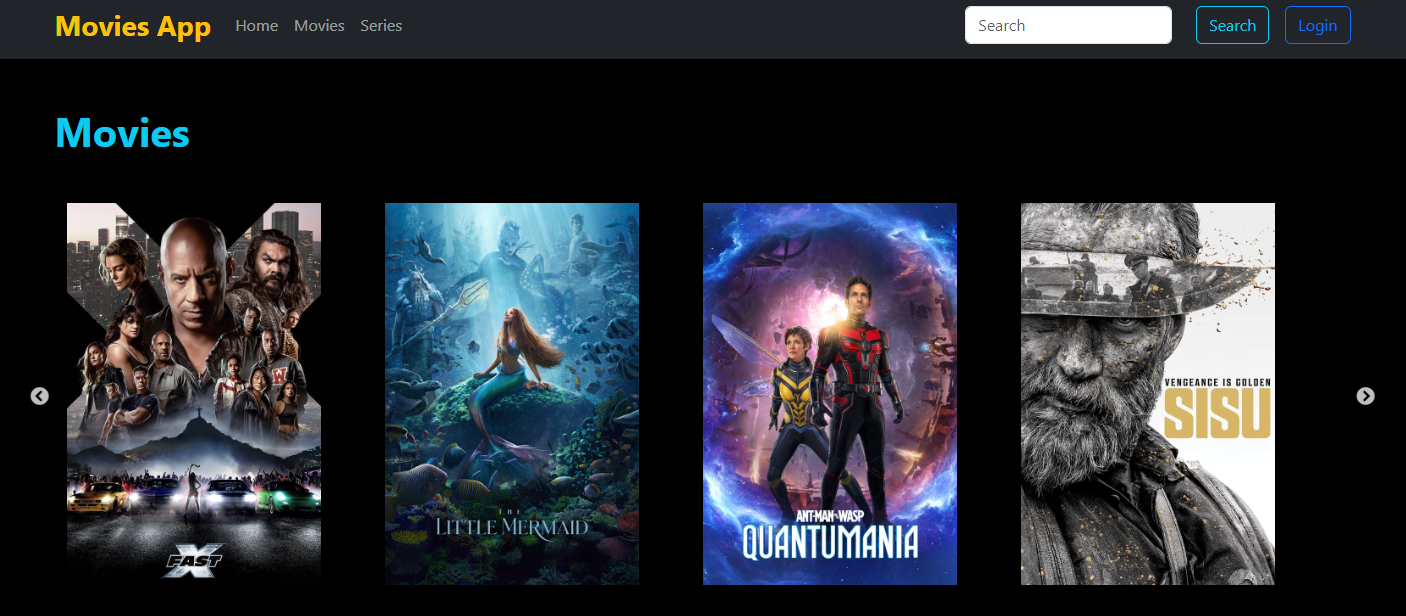 Movies App Home Movies Series Search Search Login
Movies
VENGEANCE IS GOLDEN
SISU
THE
LITTLE MERMAID
ANT-MAN AND THE WASP
QUANTUMANIA
FAST X